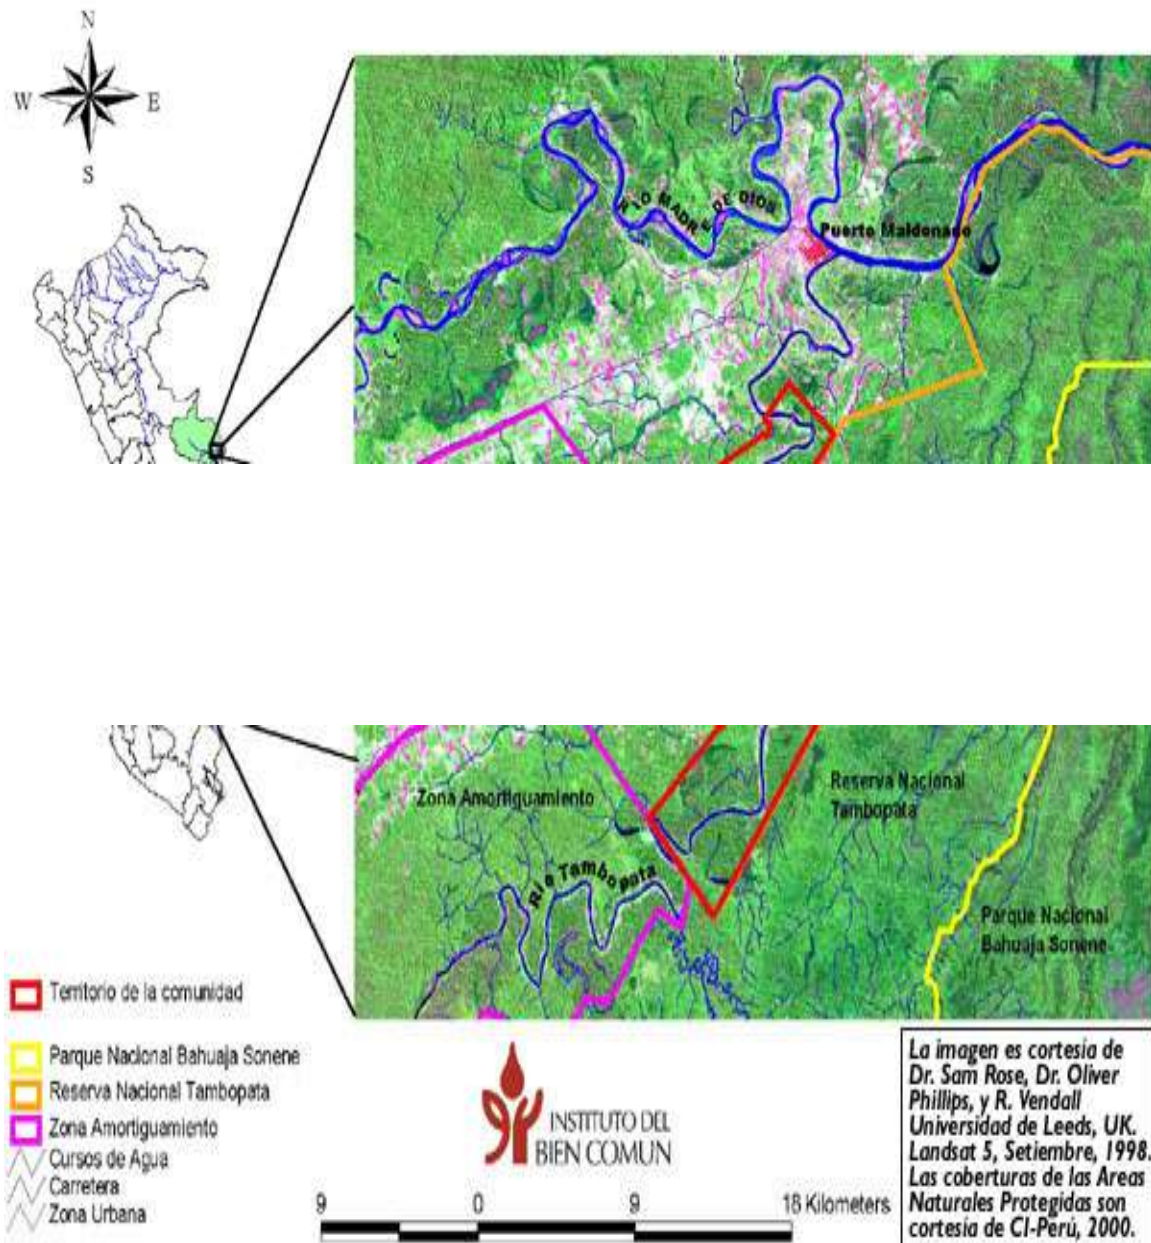 N
W E
S
RIO MADRE DE DIOS
Puerto Maldonado
Zona Amortiguamiento
Reserva Nacional
Tambopata
Río Tambopata
Parque Nacional
Bahuaja Sonene
Territorio de la comunidad
Parque Nacional Bahuaja Sonene
Reserva Nacional Tambopata
Zona Amortiguamiento
Cursos de Agua
Carretera
Zona Urbana
INSTITUTO DEL
BIEN COMUN
9 0 9 18 Kilometers
La imagen es cortesía de
Dr. Sam Rose, Dr. Oliver
Phillips, y R. Vendall
Universidad de Leeds, UK.
Landsat 5, Setiembre, 1998.
Las coberturas de las Areas
Naturales Protegidas son
cortesía de CI-Perú, 2000.